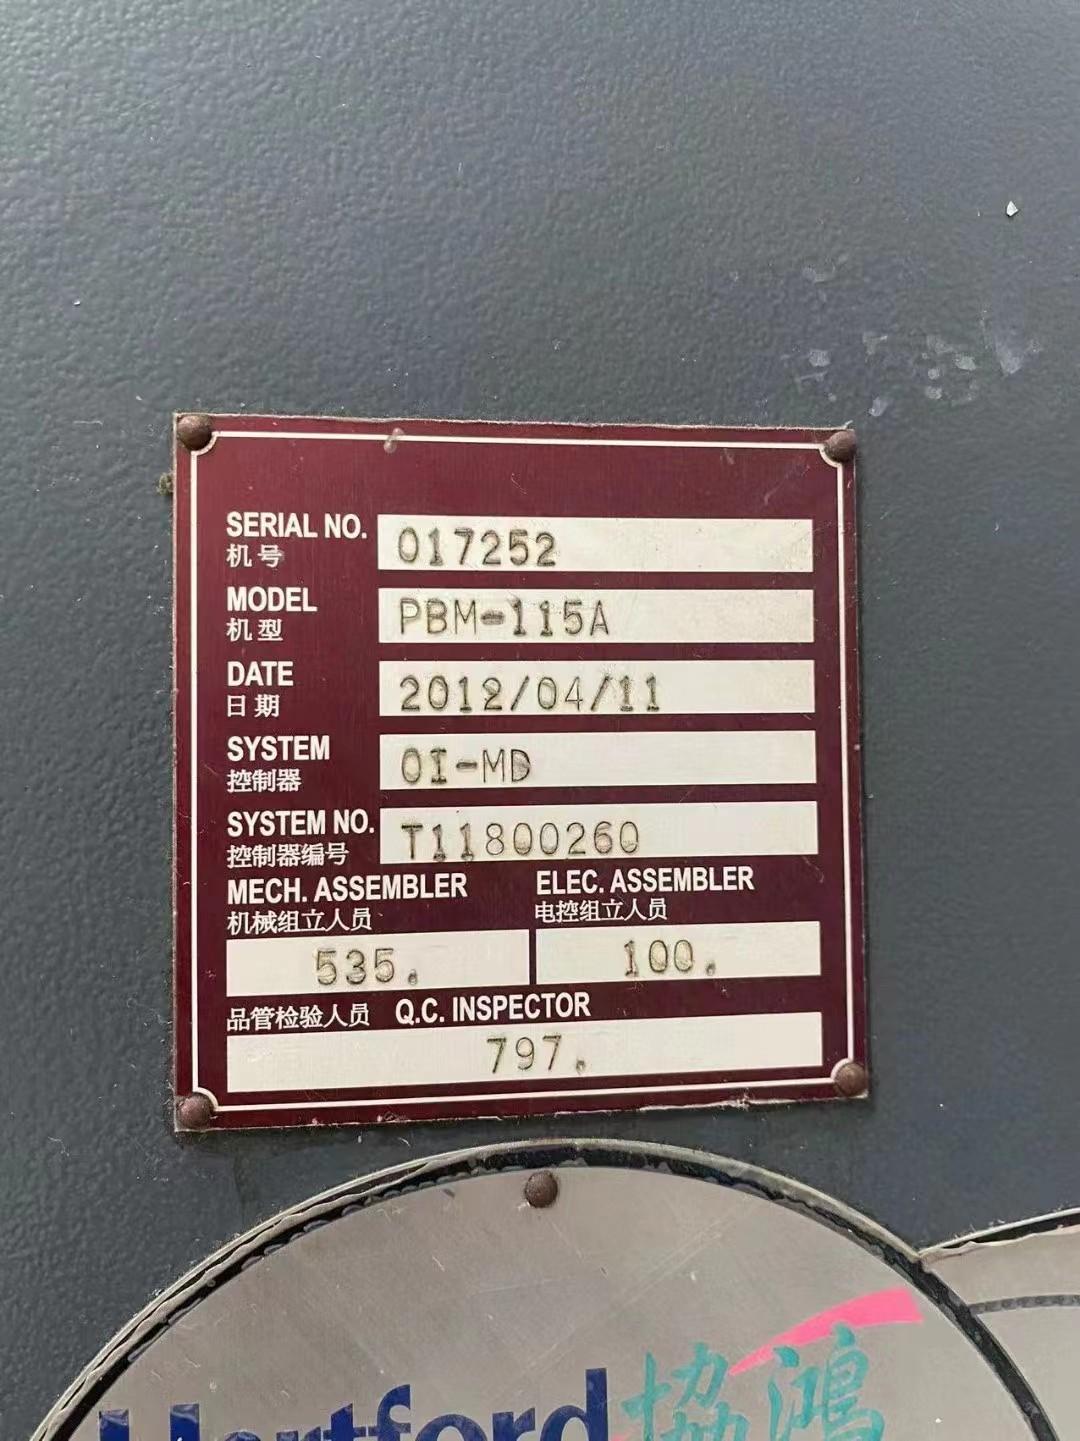 SERIAL NO. 017252
机号
MODEL PBM-115A
机型
DATE 2012/04/11
日期
SYSTEM 0I-MD
控制器
SYSTEM NO. T11800260
控制器编号
MECH. ASSEMBLER ELEC. ASSEMBLER
机械组立人员 电控组立人员
535. 100.
品管检验人员 Q.C. INSPECTOR
797.
Hartford 協鴻